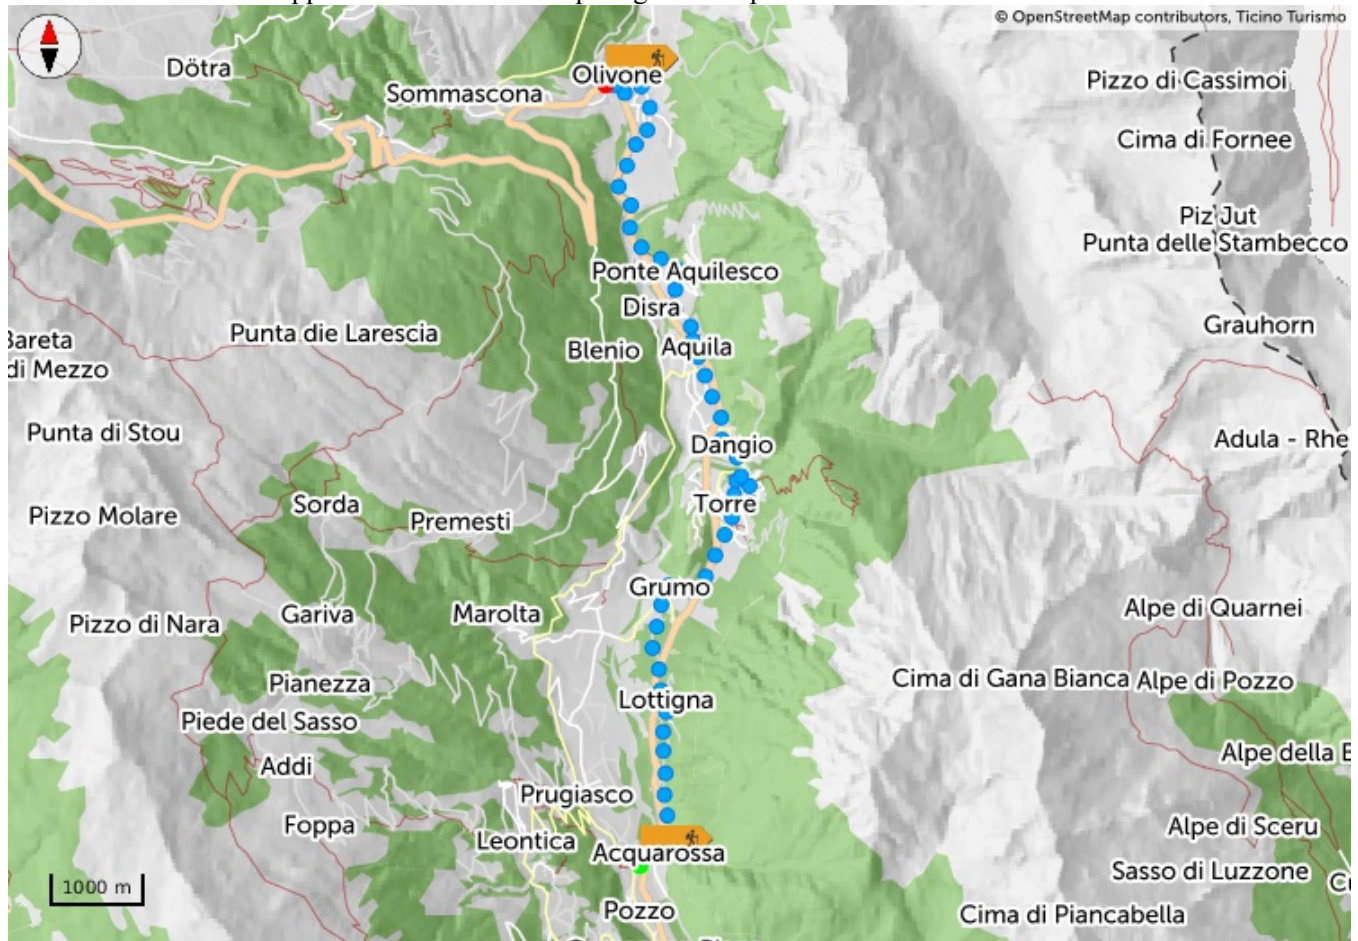 © OpenStreetMap contributors, Ticino Turismo
Dötra
Olivone
Sommascona
Pizzo di Cassimoi
Cima di Fornee
Piz Jut
Punta delle Stambecco
Ponte Aquilesco
Disra
Grauhorn
Punta die Larescia
Bareta
di Mezzo
Blenio
Aquila
Punta di Stou
Dangio
Adula - Rhe
Sorda
Torre
Pizzo Molare
Premesti
Grumo
Gariva
Marolta
Alpe di Quarnei
Pizzo di Nara
Pianezza
Cima di Gana Bianca
Alpe di Pozzo
Lottigna
Piede del Sasso
Addi
Alpe della B
Prugiasco
Foppa
Leontica
Alpe di Sceru
Acquarossa
Sasso di Luzzone
1000 m
Pozzo
Cima di Piancabella